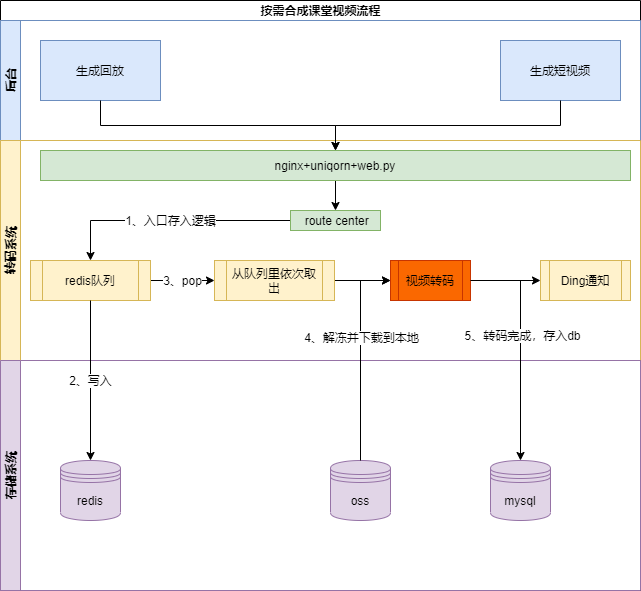 按需合成课堂视频流程
后台
生成回放
生成短视频
转码系统
nginx+uniqorn+web.py
route center
1、入口存入逻辑
redis队列
3、pop
从队列里依次取
出
视频转码
Ding通知
4、解冻并下载到本地
5、转码完成，存入db
2、写入
存储系统
redis
oss
mysql